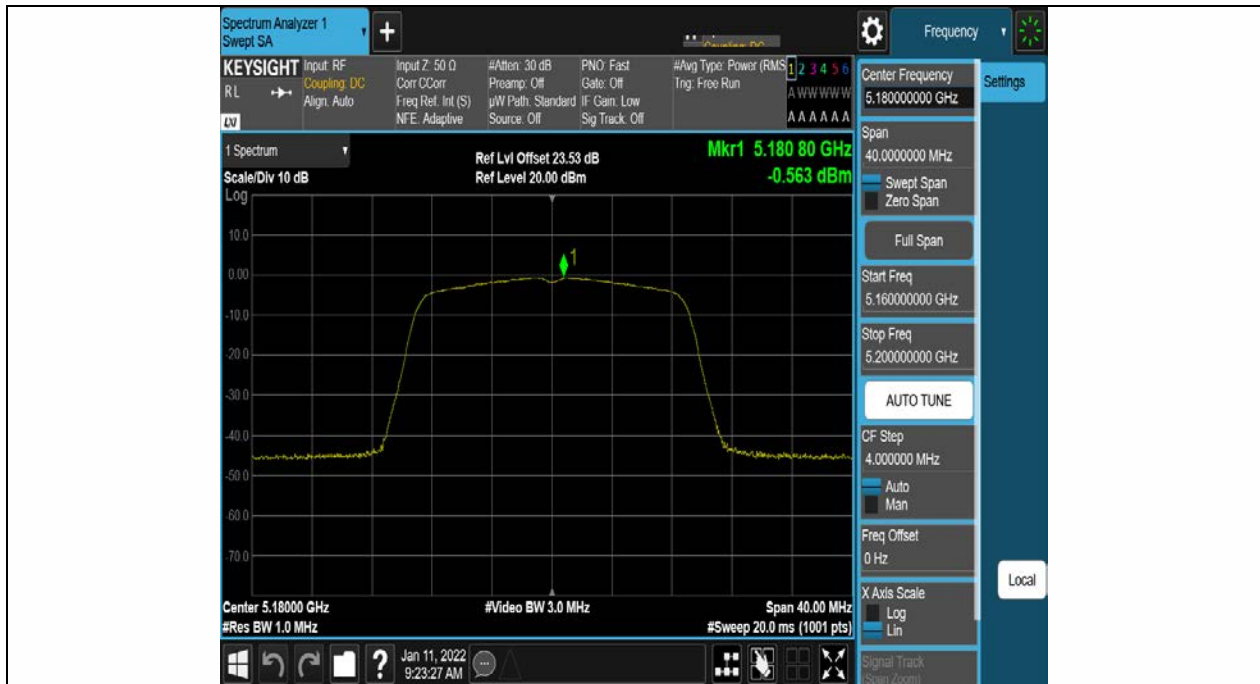 Spectrum Analyzer 1
Swept SA
+
Coupling: DC
Frequency
KEYSIGHT
RL
LXI
Input: RF
Coupling: DC
Align: Auto
Input Z: 50 Ω
Corr CCorr
Freq Ref: Int (S)
NFE: Adaptive
#Atten: 30 dB
Preamp: Off
µW Path: Standard
Source: Off
PNO: Fast
Gate: Off
IF Gain: Low
Sig Track: Off
#Avg Type: Power (RMS
Trig: Free Run
1 2 3 4 5 6
A W W W W W
A A A A A A
1 Spectrum
Scale/Div 10 dB
Log
Ref Lvl Offset 23.53 dB
Ref Level 20.00 dBm
Mkr1 5.180 80 GHz
-0.563 dBm
10.0
0.00
-10.0
-20.0
-30.0
-40.0
-50.0
-60.0
-70.0
1
Center 5.18000 GHz
#Res BW 1.0 MHz
#Video BW 3.0 MHz
Span 40.00 MHz
#Sweep 20.0 ms (1001 pts)
?
Jan 11, 2022
9:23:27 AM
Center Frequency
5.180000000 GHz
Span
40.0000000 MHz
Swept Span
Zero Span
Full Span
Start Freq
5.160000000 GHz
Stop Freq
5.200000000 GHz
AUTO TUNE
CF Step
4.000000 MHz
Auto
Man
Freq Offset
0 Hz
X Axis Scale
Log
Lin
Signal Track
(Span Zoom)
Settings
Local